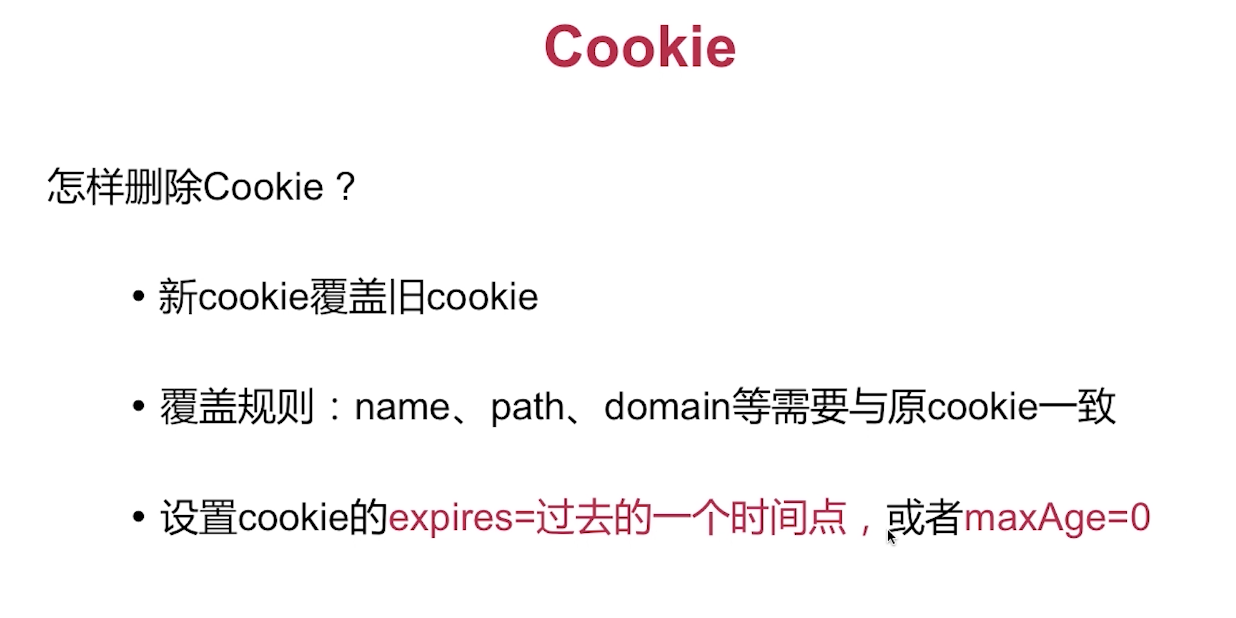 Cookie
怎样删除Cookie？
• 新cookie覆盖旧cookie
• 覆盖规则：name、path、domain等需要与原cookie一致
• 设置cookie的expires=过去的一个时间点，或者maxAge=0